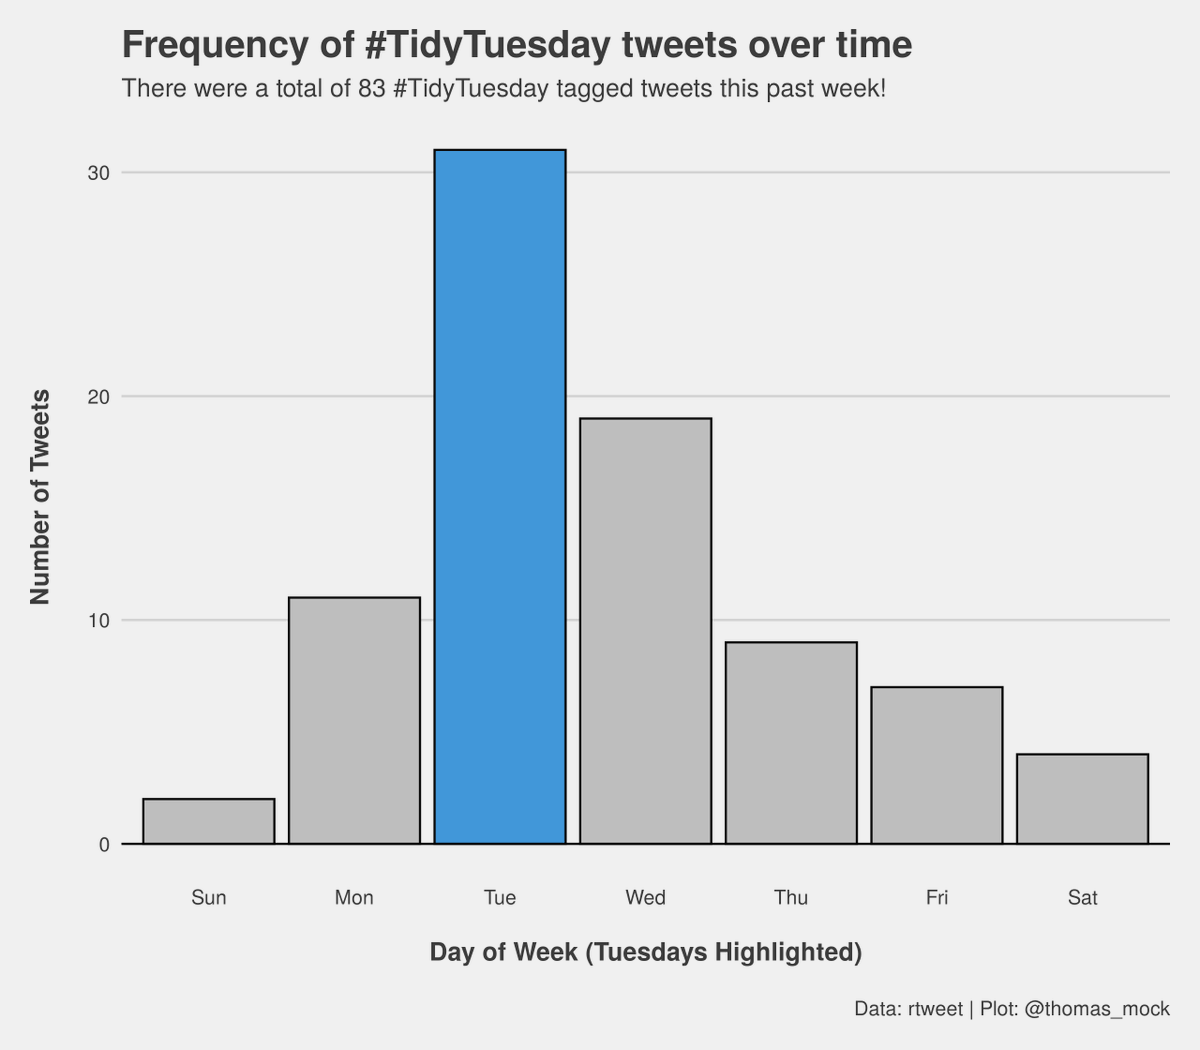 Frequency of #TidyTuesday tweets over time
There were a total of 83 #TidyTuesday tagged tweets this past week!
Number of Tweets
30
20
10
0
Sun Mon Tue Wed Thu Fri Sat
Day of Week (Tuesdays Highlighted)
Data: rtweet | Plot: @thomas_mock